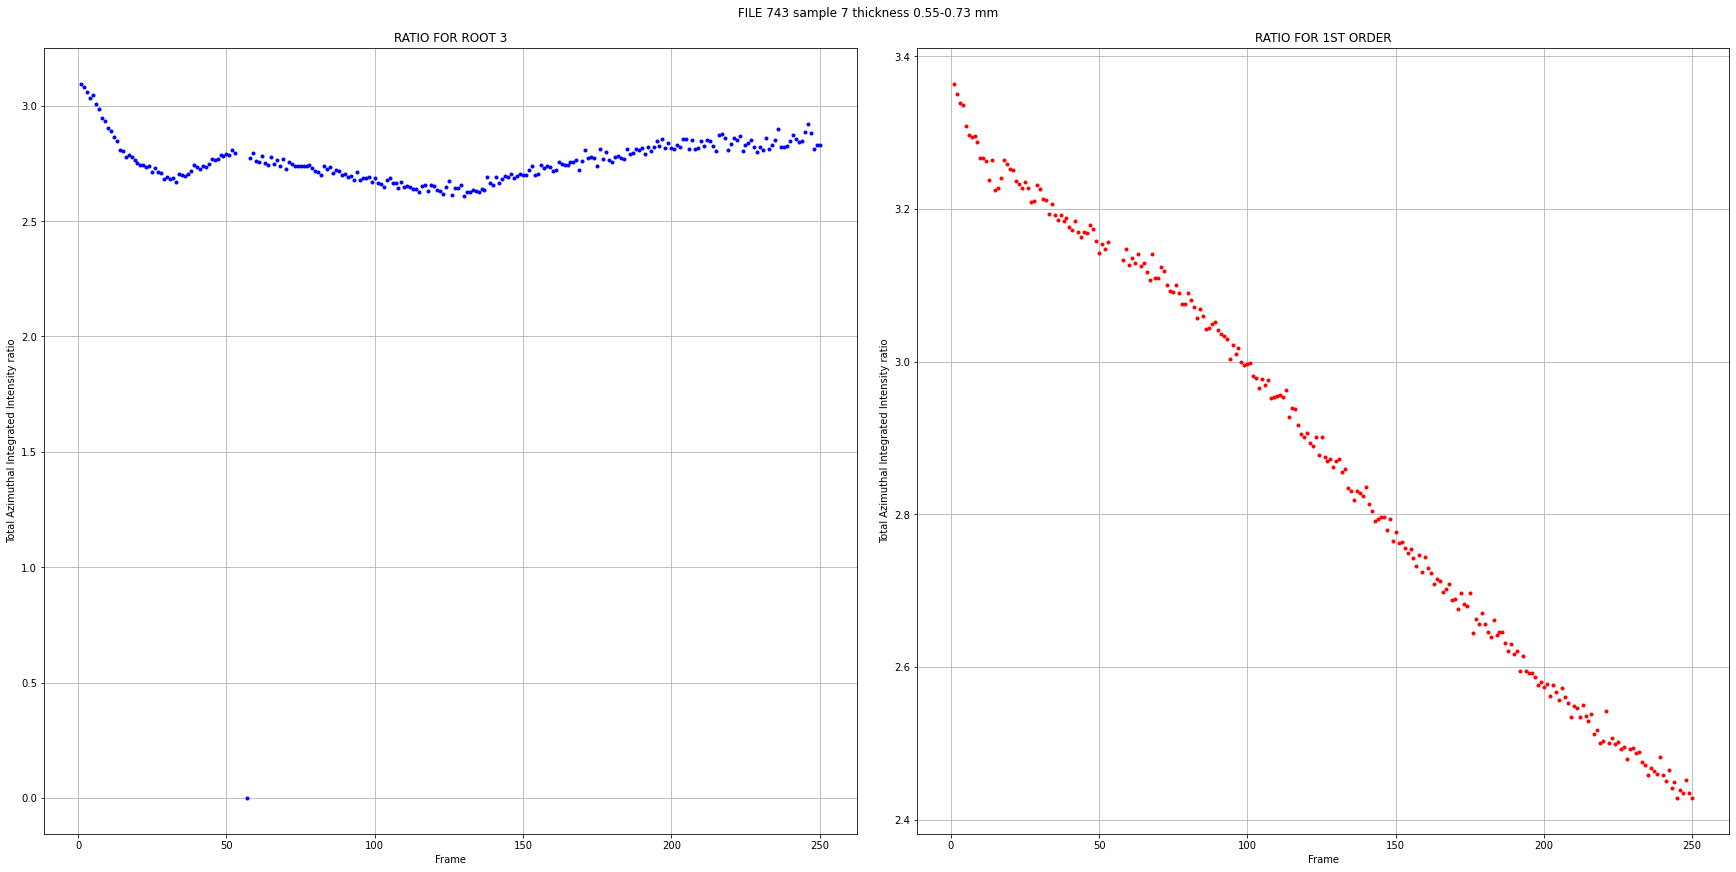 FILE 743 sample 7 thickness 0.55-0.73 mm
RATIO FOR ROOT 3
Total Azimuthal Integrated Intensity ratio
3.0
2.5
2.0
1.5
1.0
0.5
0.0
0 50 100 150 200 250
Frame
RATIO FOR 1ST ORDER
Total Azimuthal Integrated Intensity ratio
3.4
3.2
3.0
2.8
2.6
2.4
0 50 100 150 200 250
Frame